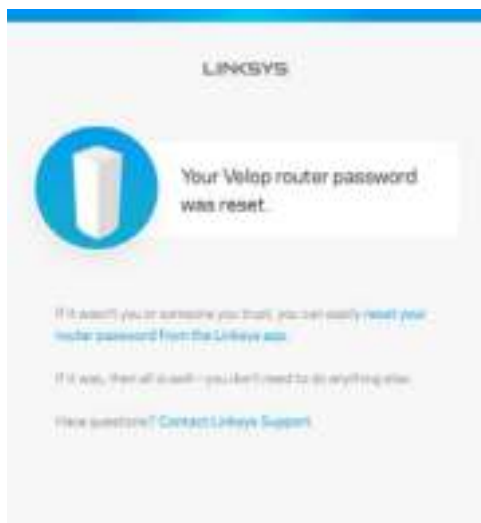 LINKSYS
Your Velop router password
was reset.
If it wasn't you or someone you trust, you can easily reset your
router password from the Linksys app.
If it was, then all is well - you don't need to do anything else.
Have questions? Contact Linksys Support